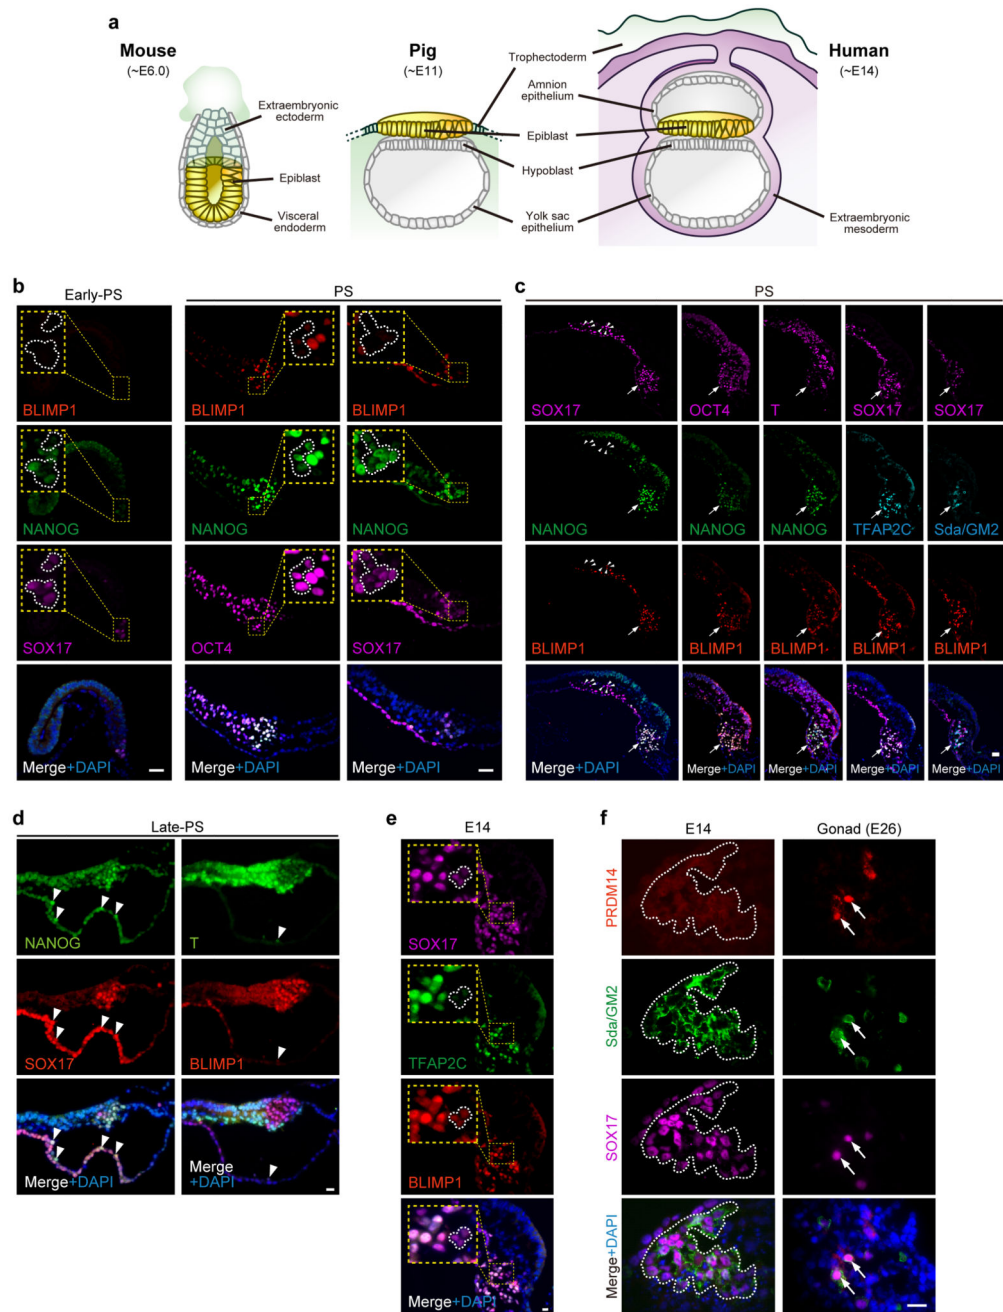 a
Mouse
(~E6.0)
Pig
(~E11)
Human
(~E14)
Trophectoderm
Amnion
epithelium
Extraembryonic
ectoderm
Epiblast
Hypoblast
Epiblast
Visceral
endoderm
Yolk sac
epithelium
Extraembryonic
mesoderm
b
Early-PS
PS
BLIMP1
BLIMP1
BLIMP1
NANOG
NANOG
NANOG
SOX17
OCT4
SOX17
Merge+DAPI
Merge+DAPI
Merge+DAPI
c
PS
SOX17
OCT4
T
SOX17
SOX17
NANOG
NANOG
NANOG
TFAP2C
Sda/GM2
BLIMP1
BLIMP1
BLIMP1
BLIMP1
BLIMP1
Merge+DAPI
Merge+DAPI
Merge+DAPI
Merge+DAPI
Merge+DAPI
d
Late-PS
NANOG
T
SOX17
BLIMP1
Merge+DAPI
Merge
+DAPI
e
E14
SOX17
TFAP2C
BLIMP1
Merge+DAPI
f
E14
Gonad (E26)
PRDM14
Sda/GM2
SOX17
Merge+DAPI